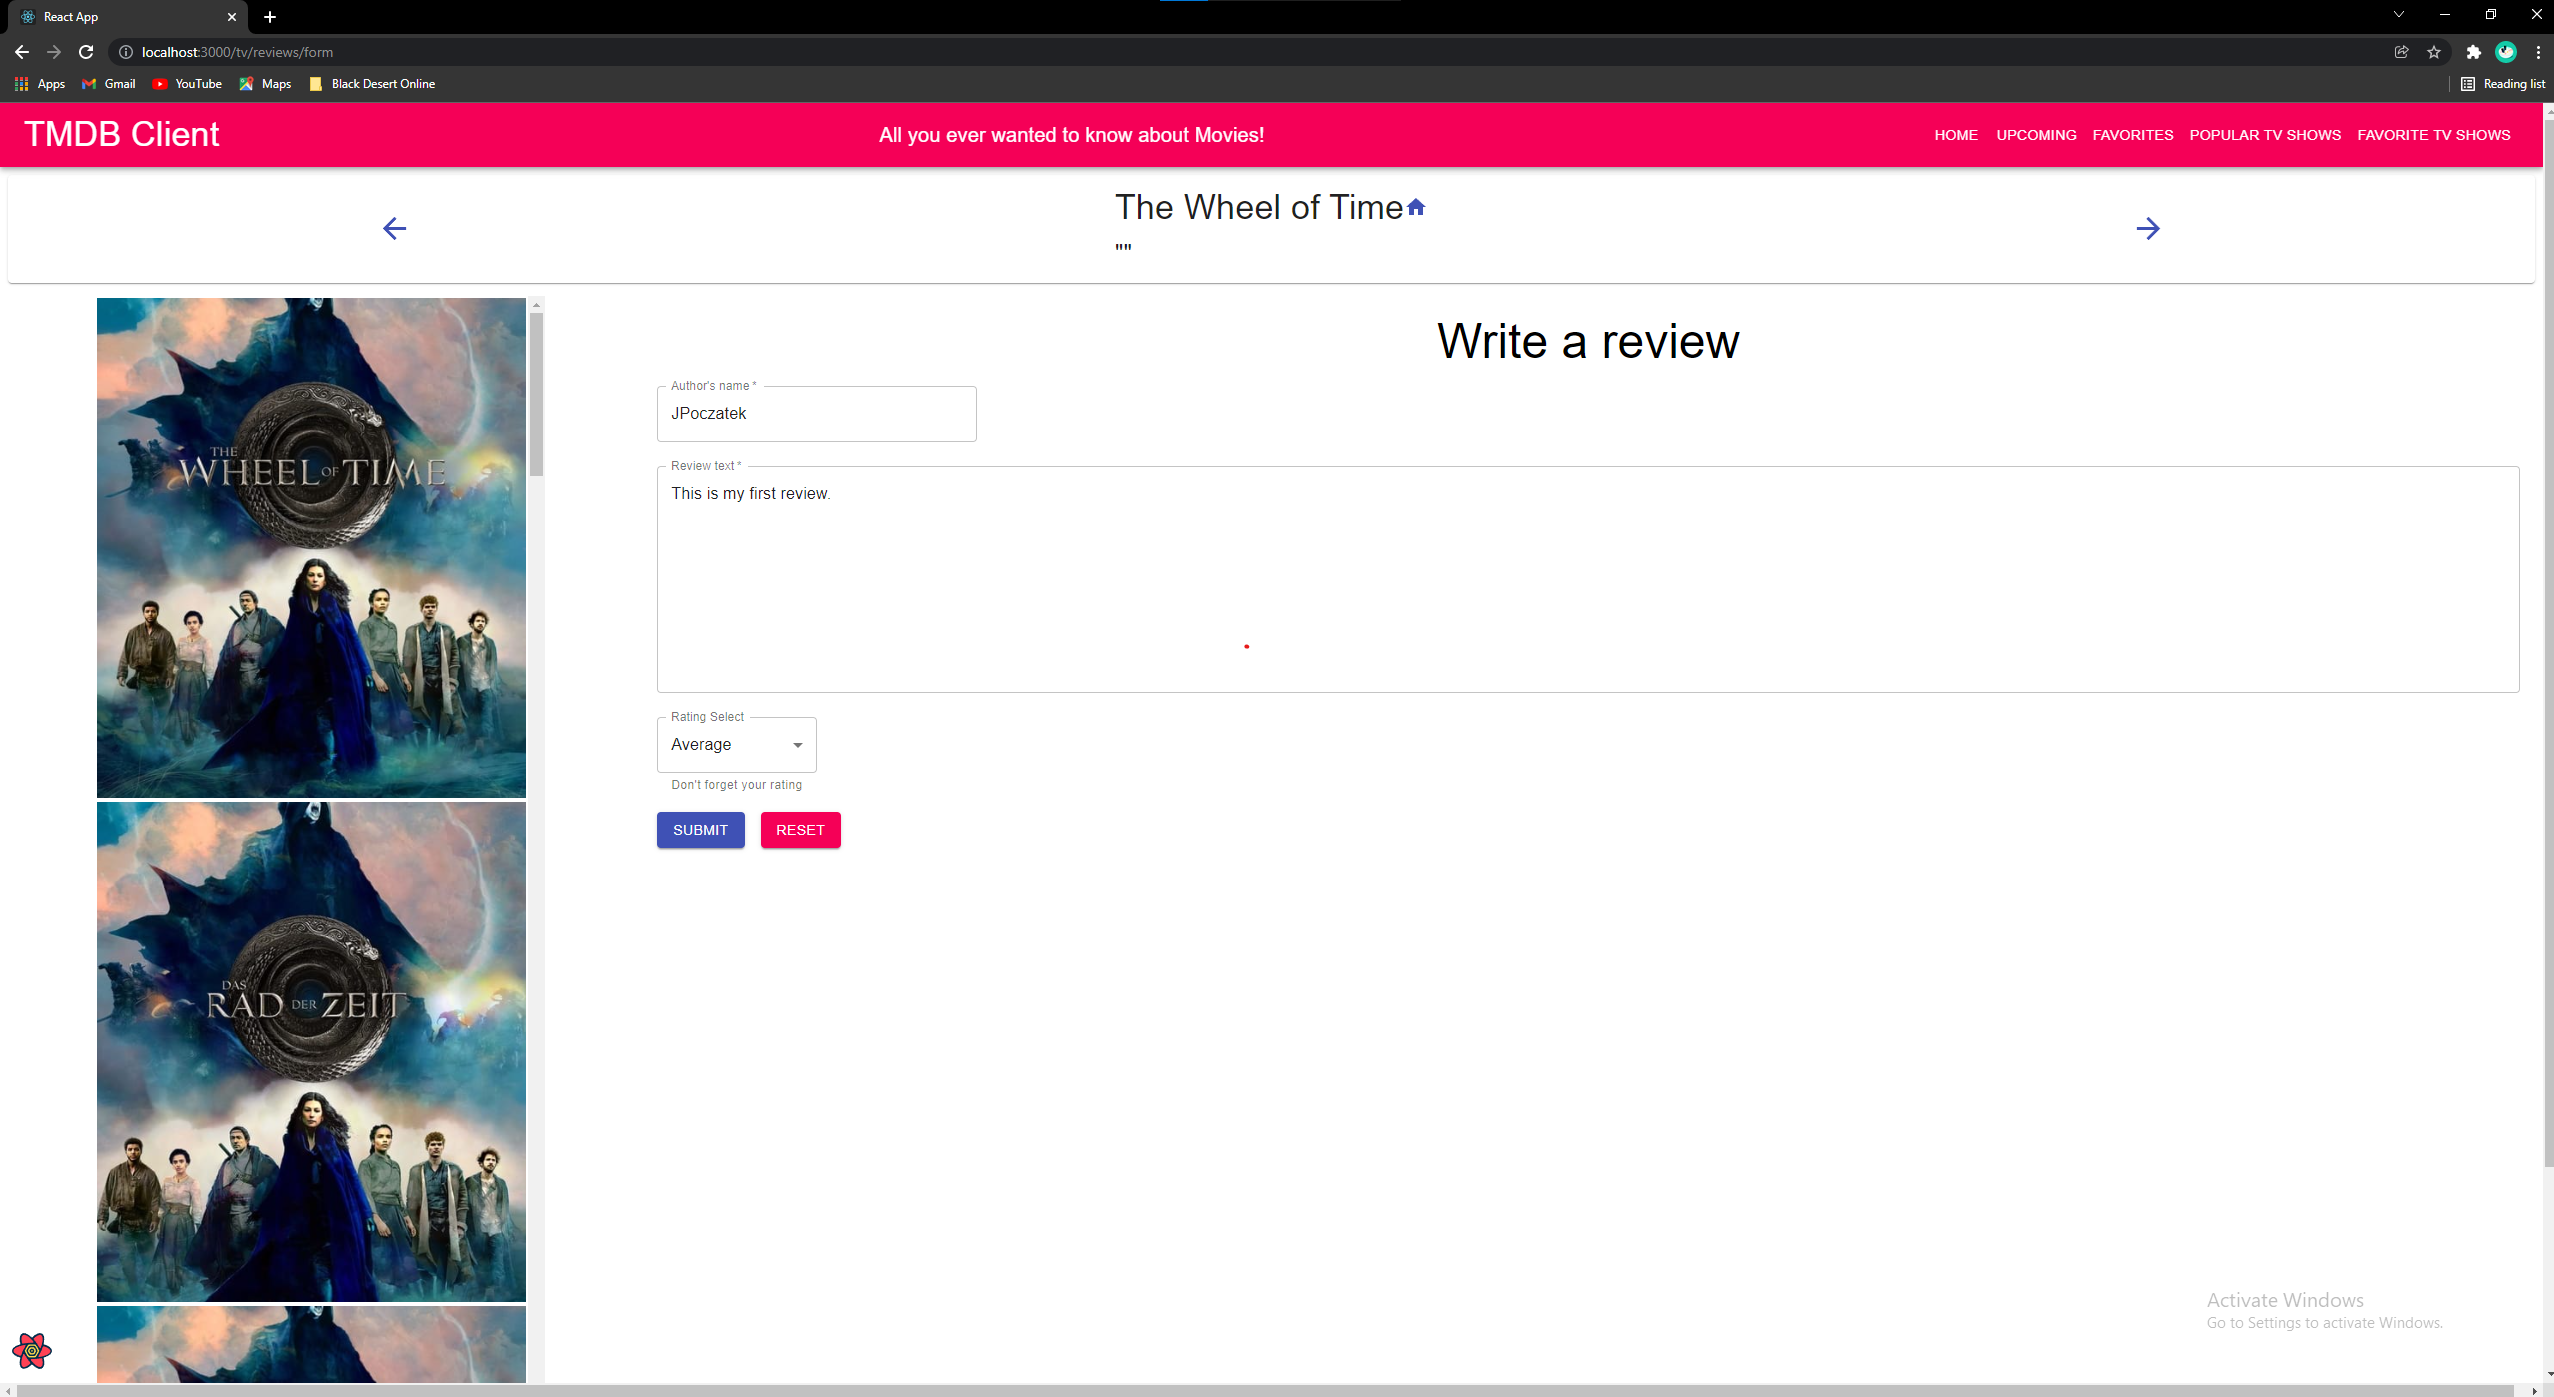 React App
localhost:3000/tv/reviews/form
Apps Gmail YouTube Maps Black Desert Online Reading list
TMDB Client All you ever wanted to know about Movies! HOME UPCOMING FAVORITES POPULAR TV SHOWS FAVORITE TV SHOWS
The Wheel of Time
""
THE
WHEEL OF TIME
DAS
RAD DER ZEIT
Write a review
Author's name *
JPoczatek
Review text *
This is my first review.
Rating Select
Average
Don't forget your rating
SUBMIT RESET
Activate Windows
Go to Settings to activate Windows.